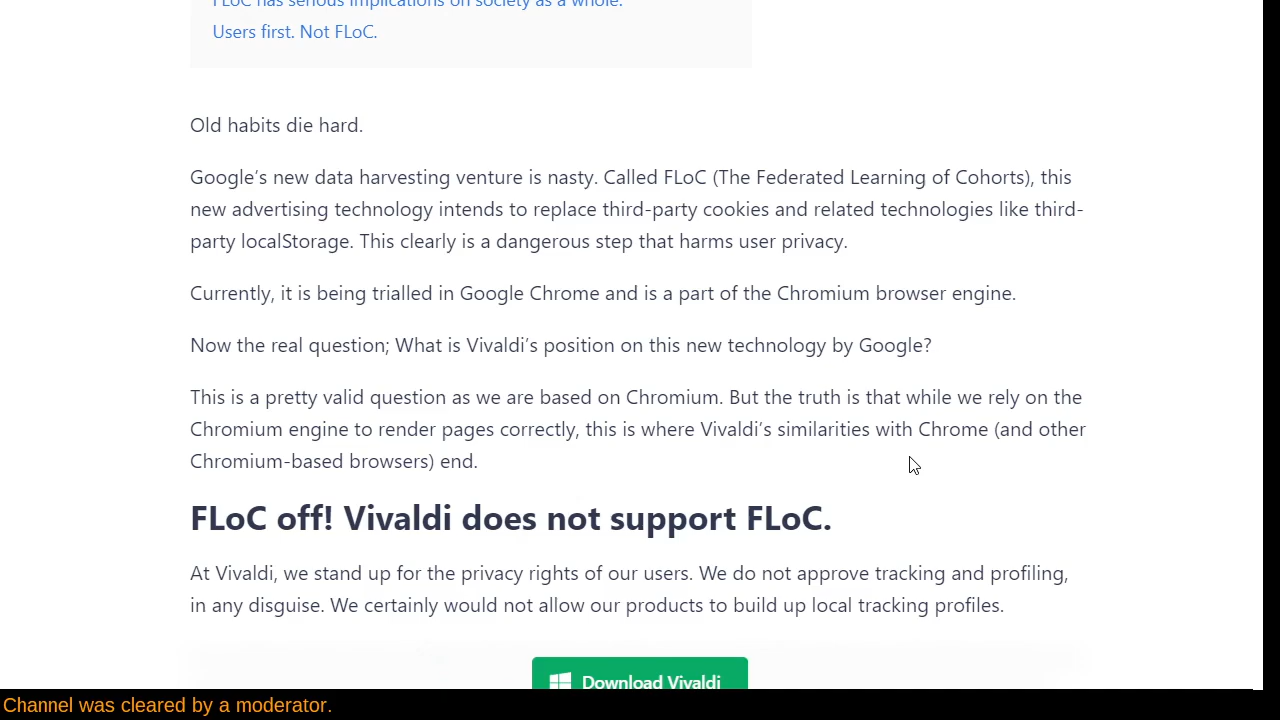 FLoC has serious implications on society as a whole.
Users first. Not FLoC.
Old habits die hard.
Google’s new data harvesting venture is nasty. Called FLoC (The Federated Learning of Cohorts), this
new advertising technology intends to replace third-party cookies and related technologies like third-
party localStorage. This clearly is a dangerous step that harms user privacy.
Currently, it is being trialled in Google Chrome and is a part of the Chromium browser engine.
Now the real question; What is Vivaldi’s position on this new technology by Google?
This is a pretty valid question as we are based on Chromium. But the truth is that while we rely on the
Chromium engine to render pages correctly, this is where Vivaldi’s similarities with Chrome (and other
Chromium-based browsers) end.
FLoC off! Vivaldi does not support FLoC.
At Vivaldi, we stand up for the privacy rights of our users. We do not approve tracking and profiling,
in any disguise. We certainly would not allow our products to build up local tracking profiles.
Download Vivaldi
Channel was cleared by a moderator.